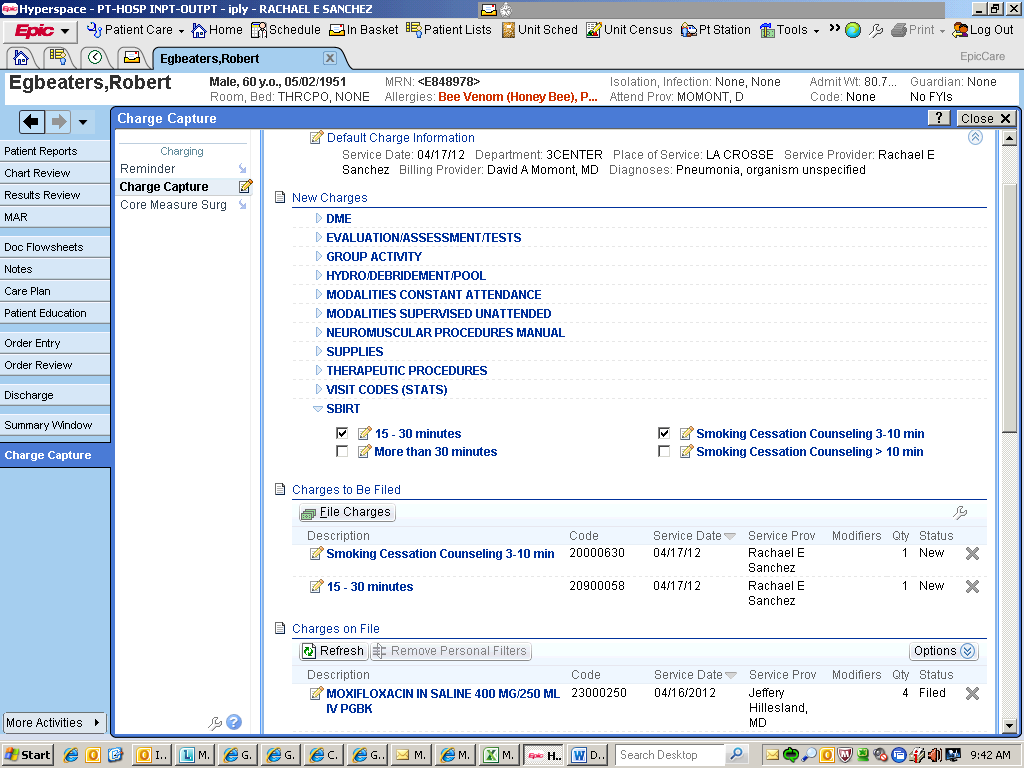 Hyperspace - PT-HOSP INPT-OUTPT - iply - RACHAEL E SANCHEZ
Epic Patient Care Home Schedule In Basket Patient Lists Unit Sched Unit Census Pt Station Tools » Print Log Out
Egbeaters,Robert EpicCare
Egbeaters,Robert Male, 60 y.o., 05/02/1951 MRN: <E848978> Isolation, Infection: None, None Admit Wt: 80.7... Guardian: None
Room, Bed: THRCPO, NONE Allergies: Bee Venom (Honey Bee), P... Attend Prov: MOMONT, D Code: None No FYIs
Charge Capture ? Close X
Patient Reports
Chart Review
Results Review
MAR
Doc Flowsheets
Notes
Care Plan
Patient Education
Order Entry
Order Review
Discharge
Summary Window
Charge Capture
More Activities
Charging
Reminder
Charge Capture
Core Measure Surg
Default Charge Information
Service Date: 04/17/12 Department: 3CENTER Place of Service: LA CROSSE Service Provider: Rachael E
Sanchez Billing Provider: David A Momont, MD Diagnoses: Pneumonia, organism unspecified
New Charges
DME
EVALUATION/ASSESSMENT/TESTS
GROUP ACTIVITY
HYDRO/DEBRIDEMENT/POOL
MODALITIES CONSTANT ATTENDANCE
MODALITIES SUPERVISED UNATTENDED
NEUROMUSCULAR PROCEDURES MANUAL
SUPPLIES
THERAPEUTIC PROCEDURES
VISIT CODES (STATS)
SBIRT
15 - 30 minutes Smoking Cessation Counseling 3-10 min
More than 30 minutes Smoking Cessation Counseling > 10 min
Charges to Be Filed
File Charges
Description Code Service Date Service Prov Modifiers Qty Status
Smoking Cessation Counseling 3-10 min 20000630 04/17/12 Rachael E 1 New
Sanchez
15 - 30 minutes 20900058 04/17/12 Rachael E 1 New
Sanchez
Charges on File
Refresh Remove Personal Filters Options
Description Code Service Date Service Prov Modifiers Qty Status
MOXIFLOXACIN IN SALINE 400 MG/250 ML 23000250 04/16/2012 Jeffery 4 Filed
IV PGBK Hillesland,
MD
?
Start I.. M. G. G. C. G.. M. M. H.. M. D.. Search Desktop 9:42 AM